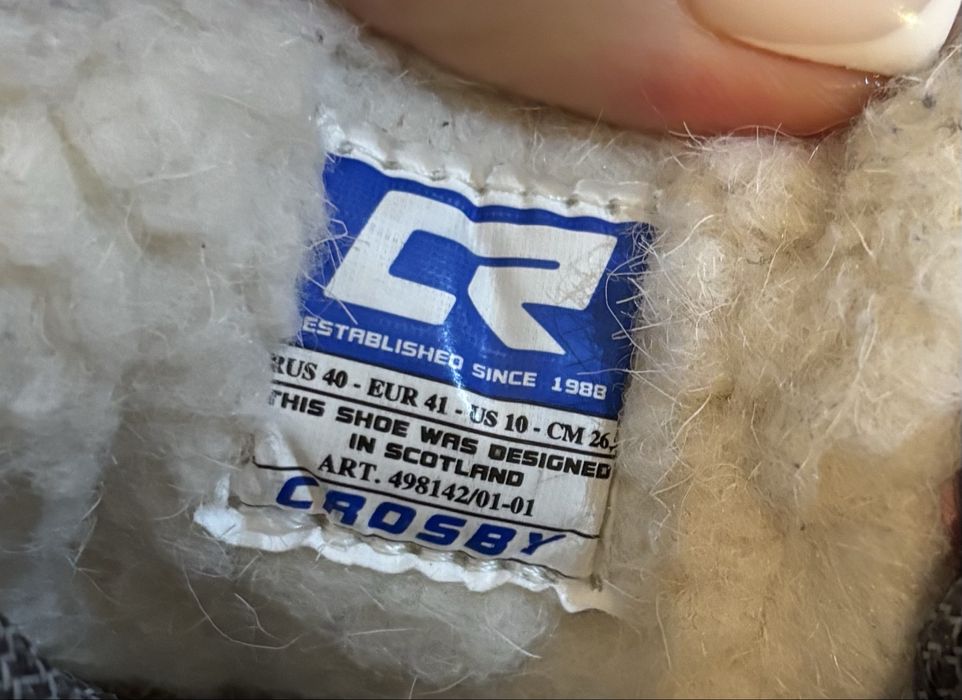 CR
ESTABLISHED SINCE 1988
RUS 40 - EUR 41 - US 10 - CM 26,5
THIS SHOE WAS DESIGNED
IN SCOTLAND
ART. 498142/01-01
CROSBY